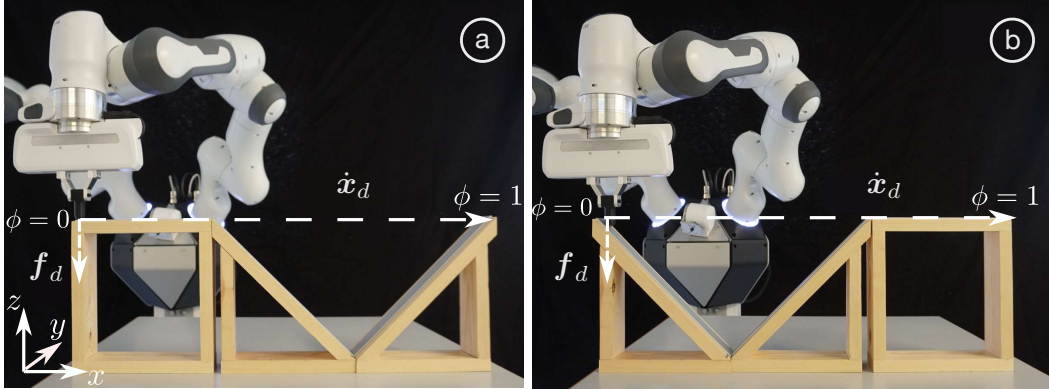 a
ẋ_d
ϕ = 1
ϕ = 0
f_d
z
y
x
b
ẋ_d
ϕ = 1
ϕ = 0
f_d